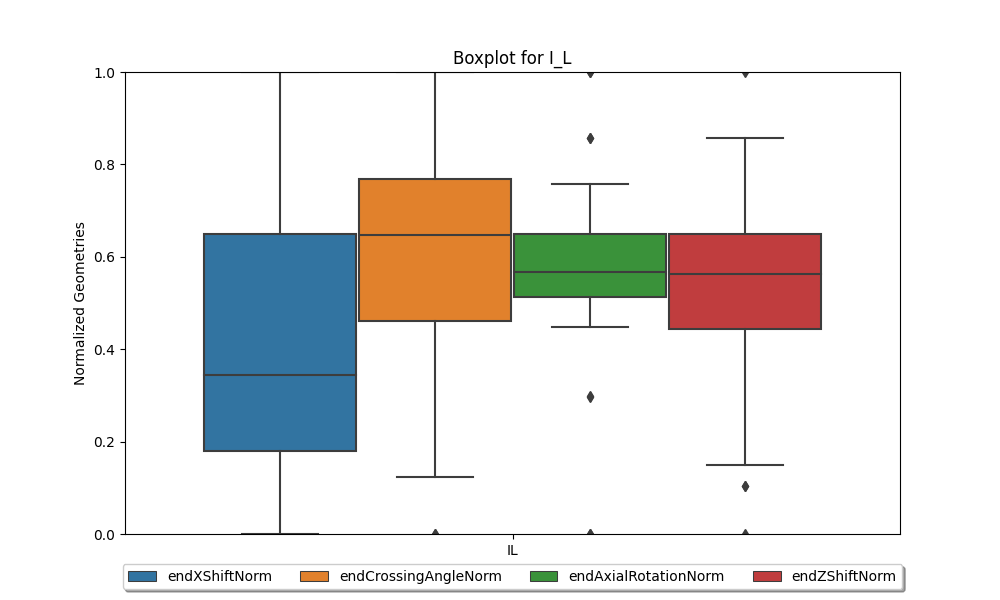 Boxplot for I_L
1.0
0.8
0.6
0.4
0.2
0.0
Normalized Geometries
IL
endXShiftNorm endCrossingAngleNorm endAxialRotationNorm endZShiftNorm